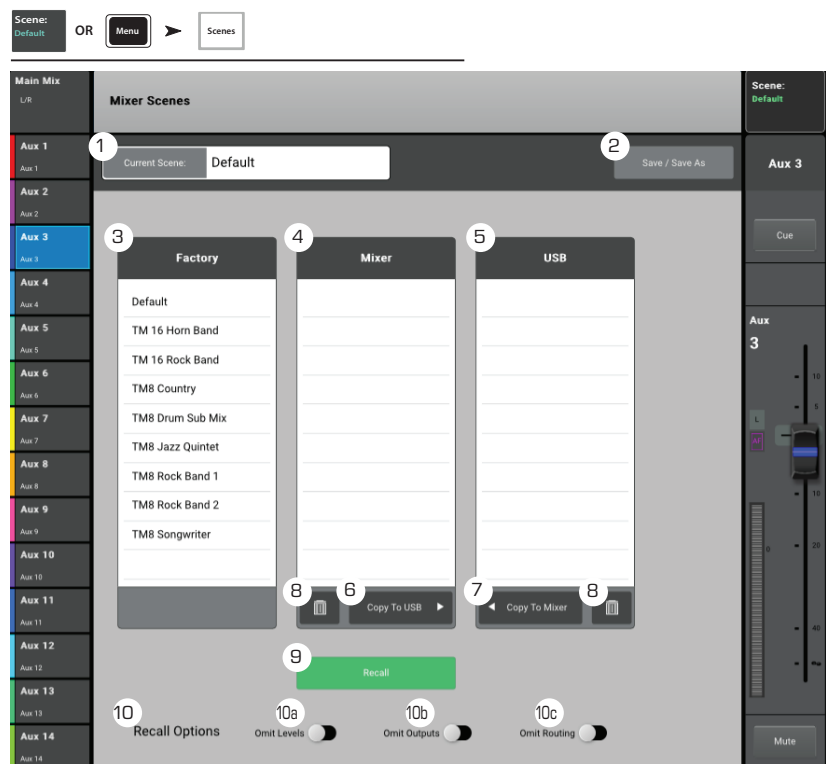 Scene:
Default
OR
Menu
Scenes
Main Mix
L/R
Mixer Scenes
Scene:
Default
Aux 1
Aux 1
Aux 2
Aux 2
Aux 3
Aux 3
Aux 4
Aux 4
Aux 5
Aux 5
Aux 6
Aux 6
Aux 7
Aux 7
Aux 8
Aux 8
Aux 9
Aux 9
Aux 10
Aux 10
Aux 11
Aux 11
Aux 12
Aux 12
Aux 13
Aux 13
Aux 14
Aux 14
1
Current Scene:
Default
2
Save / Save As
3
Factory
Default
TM 16 Horn Band
TM 16 Rock Band
TM8 Country
TM8 Drum Sub Mix
TM8 Jazz Quintet
TM8 Rock Band 1
TM8 Rock Band 2
TM8 Songwriter
4
Mixer
5
USB
8
6
Copy To USB
7
Copy To Mixer
8
9
Recall
10
Recall Options
10a
Omit Levels
10b
Omit Outputs
10c
Omit Routing
Aux 3
Cue
Aux
3
10
5
L
AF
10
0
20
40
∞
Mute